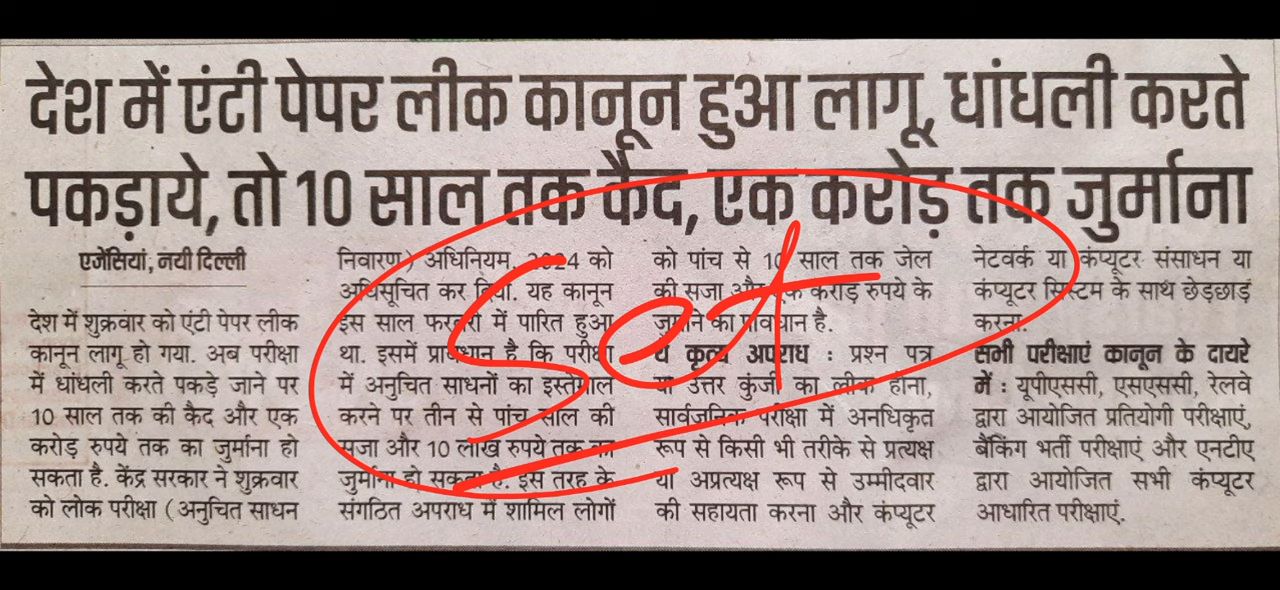 देश में एंटी पेपर लीक कानून हुआ लागू, धांधली करते
पकड़ाये, तो 10 साल तक कैद, एक करोड़ तक जुर्माना
एजेंसियां, नयी दिल्ली
देश में शुक्रवार को एंटी पेपर लीक
कानून लागू हो गया. अब परीक्षा
में धांधली करते पकड़े जाने पर
10 साल तक की कैद और एक
करोड़ रुपये तक का जुर्माना हो
सकता है. केंद्र सरकार ने शुक्रवार
को लोक परीक्षा (अनुचित साधन
निवारण) अधिनियम, 2024 को
अधिसूचित कर दिया. यह कानून
इस साल फरवरी में पारित हुआ
था. इसमें प्रावधान है कि परीक्षा
में अनुचित साधनों का इस्तेमाल
करने पर तीन से पांच साल की
सजा और 10 लाख रुपये तक का
जुर्माना हो सकता है. इस तरह के
संगठित अपराध में शामिल लोगों
को पांच से 10 साल तक जेल
की सजा और एक करोड़ रुपये के
जुर्माने का प्रावधान है.
ये कृत्य अपराध : प्रश्न पत्र
या उत्तर कुंजी का लीक होना,
सार्वजनिक परीक्षा में अनधिकृत
रूप से किसी भी तरीके से प्रत्यक्ष
या अप्रत्यक्ष रूप से उम्मीदवार
की सहायता करना और कंप्यूटर
नेटवर्क या कंप्यूटर संसाधन या
कंप्यूटर सिस्टम के साथ छेड़छाड़
करना.
सभी परीक्षाएं कानून के दायरे
में : यूपीएससी, एसएससी, रेलवे
द्वारा आयोजित प्रतियोगी परीक्षाएं,
बैंकिंग भर्ती परीक्षाएं और एनटीए
द्वारा आयोजित सभी कंप्यूटर
आधारित परीक्षाएं.
Set